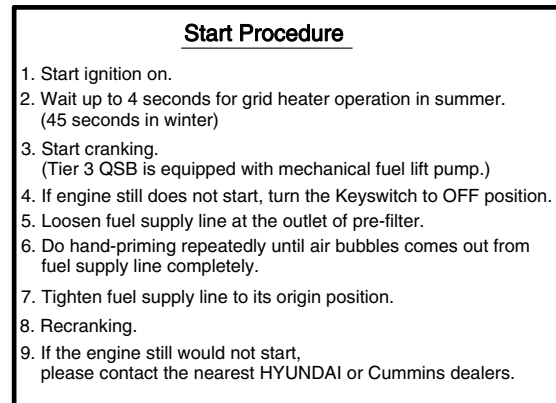 Start Procedure
1. Start ignition on.
2. Wait up to 4 seconds for grid heater operation in summer.
(45 seconds in winter)
3. Start cranking.
(Tier 3 QSB is equipped with mechanical fuel lift pump.)
4. If engine still does not start, turn the Keyswitch to OFF position.
5. Loosen fuel supply line at the outlet of pre-filter.
6. Do hand-priming repeatedly until air bubbles comes out from
fuel supply line completely.
7. Tighten fuel supply line to its origin position.
8. Recranking.
9. If the engine still would not start,
please contact the nearest HYUNDAI or Cummins dealers.